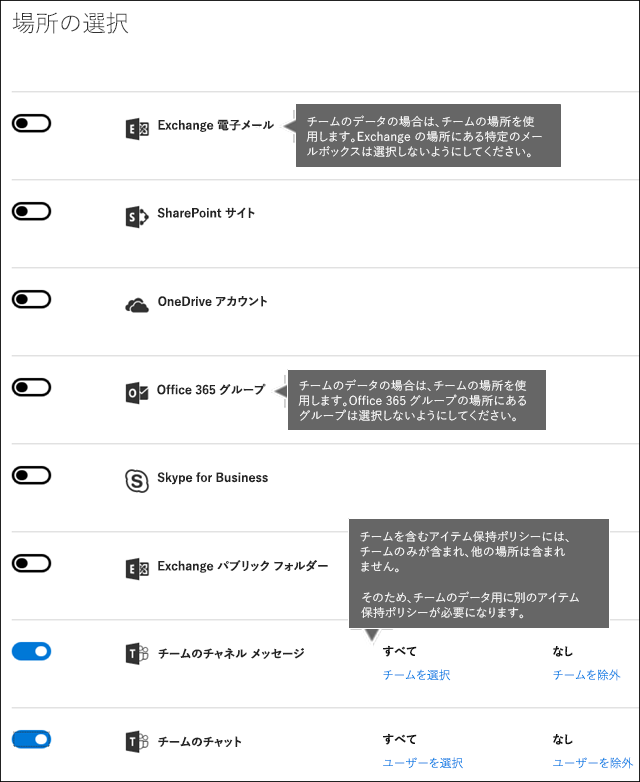 場所の選択
Exchange 電子メール
チームのデータの場合は、チームの場所を使
用します。Exchange の場所にある特定のメー
ルボックスは選択しないようにしてください。
SharePoint サイト
OneDrive アカウント
Office 365 グループ
チームのデータの場合は、チームの場所を使
用します。Office 365 グループの場所にある
グループは選択しないようにしてください。
Skype for Business
Exchange パブリック フォルダー
チームを含むアイテム保持ポリシーには、
チームのみが含まれ、他の場所は含まれ
ません。
そのため、チームのデータ用に別のアイテム
保持ポリシーが必要になります。
チームのチャネル メッセージ
すべて
チームを選択
なし
チームを除外
チームのチャット
すべて
ユーザーを選択
なし
ユーザーを除外